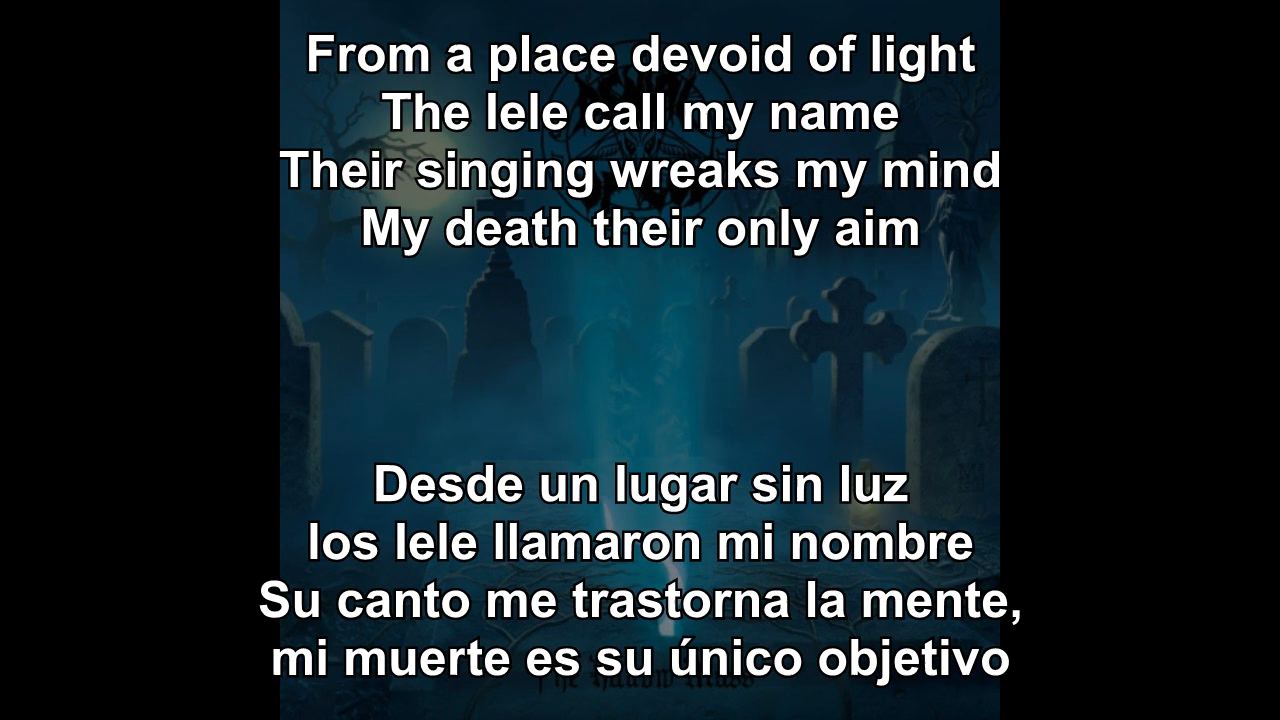 From a place devoid of light
The lele call my name
Their singing wreaks my mind
My death their only aim
Desde un lugar sin luz
los lele llamaron mi nombre
Su canto me trastorna la mente,
mi muerte es su único objetivo